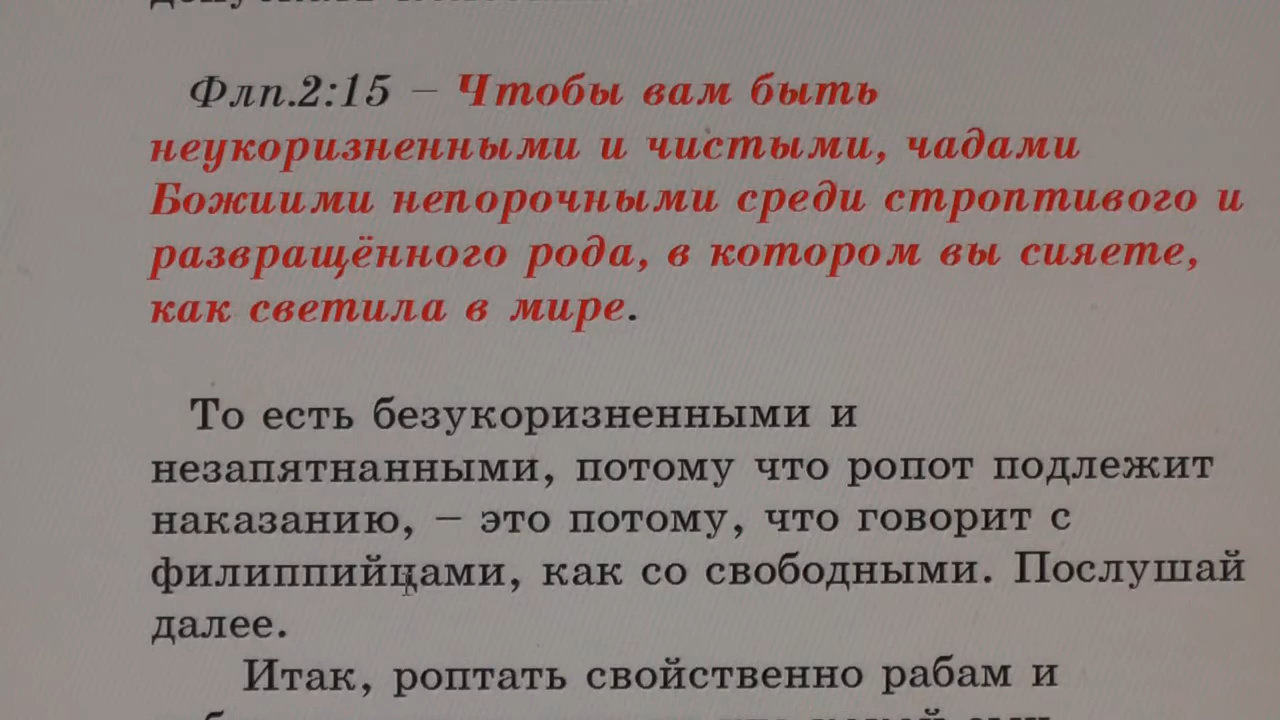 Флп.2:15 – Чтобы вам быть
неукоризненными и чистыми, чадами
Божиими непорочными среди строптивого и
развращённого рода, в котором вы сияете,
как светила в мире.
То есть безукоризненными и
незапятнанными, потому что ропот подлежит
наказанию, – это потому, что говорит с
филиппийцами, как со свободными. Послушай
далее.
Итак, роптать свойственно рабам и